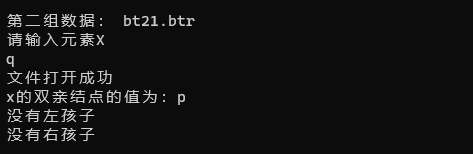 第二组数据: bt21.btr
请输入元素X
q
文件打开成功
x的双亲结点的值为: p
没有左孩子
没有右孩子